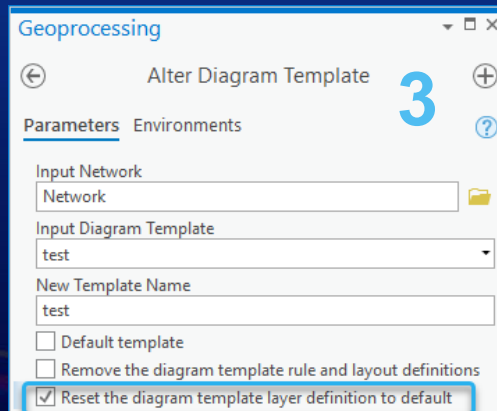 Geoprocessing
Alter Diagram Template
3
Parameters Environments
?
Input Network
Network
Input Diagram Template
test
New Template Name
test
Default template
Remove the diagram template rule and layout definitions
Reset the diagram template layer definition to default